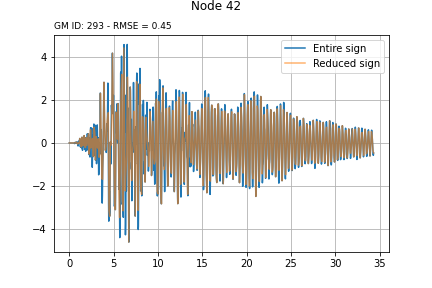 Node 42
GM ID: 293 - RMSE = 0.45
Entire sign
Reduced sign
4
2
0
−2
−4
0 5 10 15 20 25 30 35